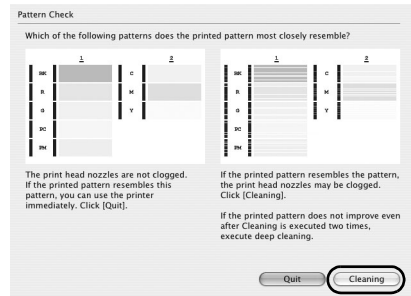 Pattern Check
Which of the following patterns does the printed pattern most closely resemble?
1 2
BK C
R M
G Y
PC
PM
1 2
BK C
R M
G Y
PC
PM
The print head nozzles are not clogged.
If the printed pattern resembles this
pattern, you can use the printer
immediately. Click [Quit].
If the printed pattern resembles the pattern,
the print head nozzles may be clogged.
Click [Cleaning].
If the printed pattern does not improve even
after Cleaning is executed two times,
execute deep cleaning.
Quit Cleaning